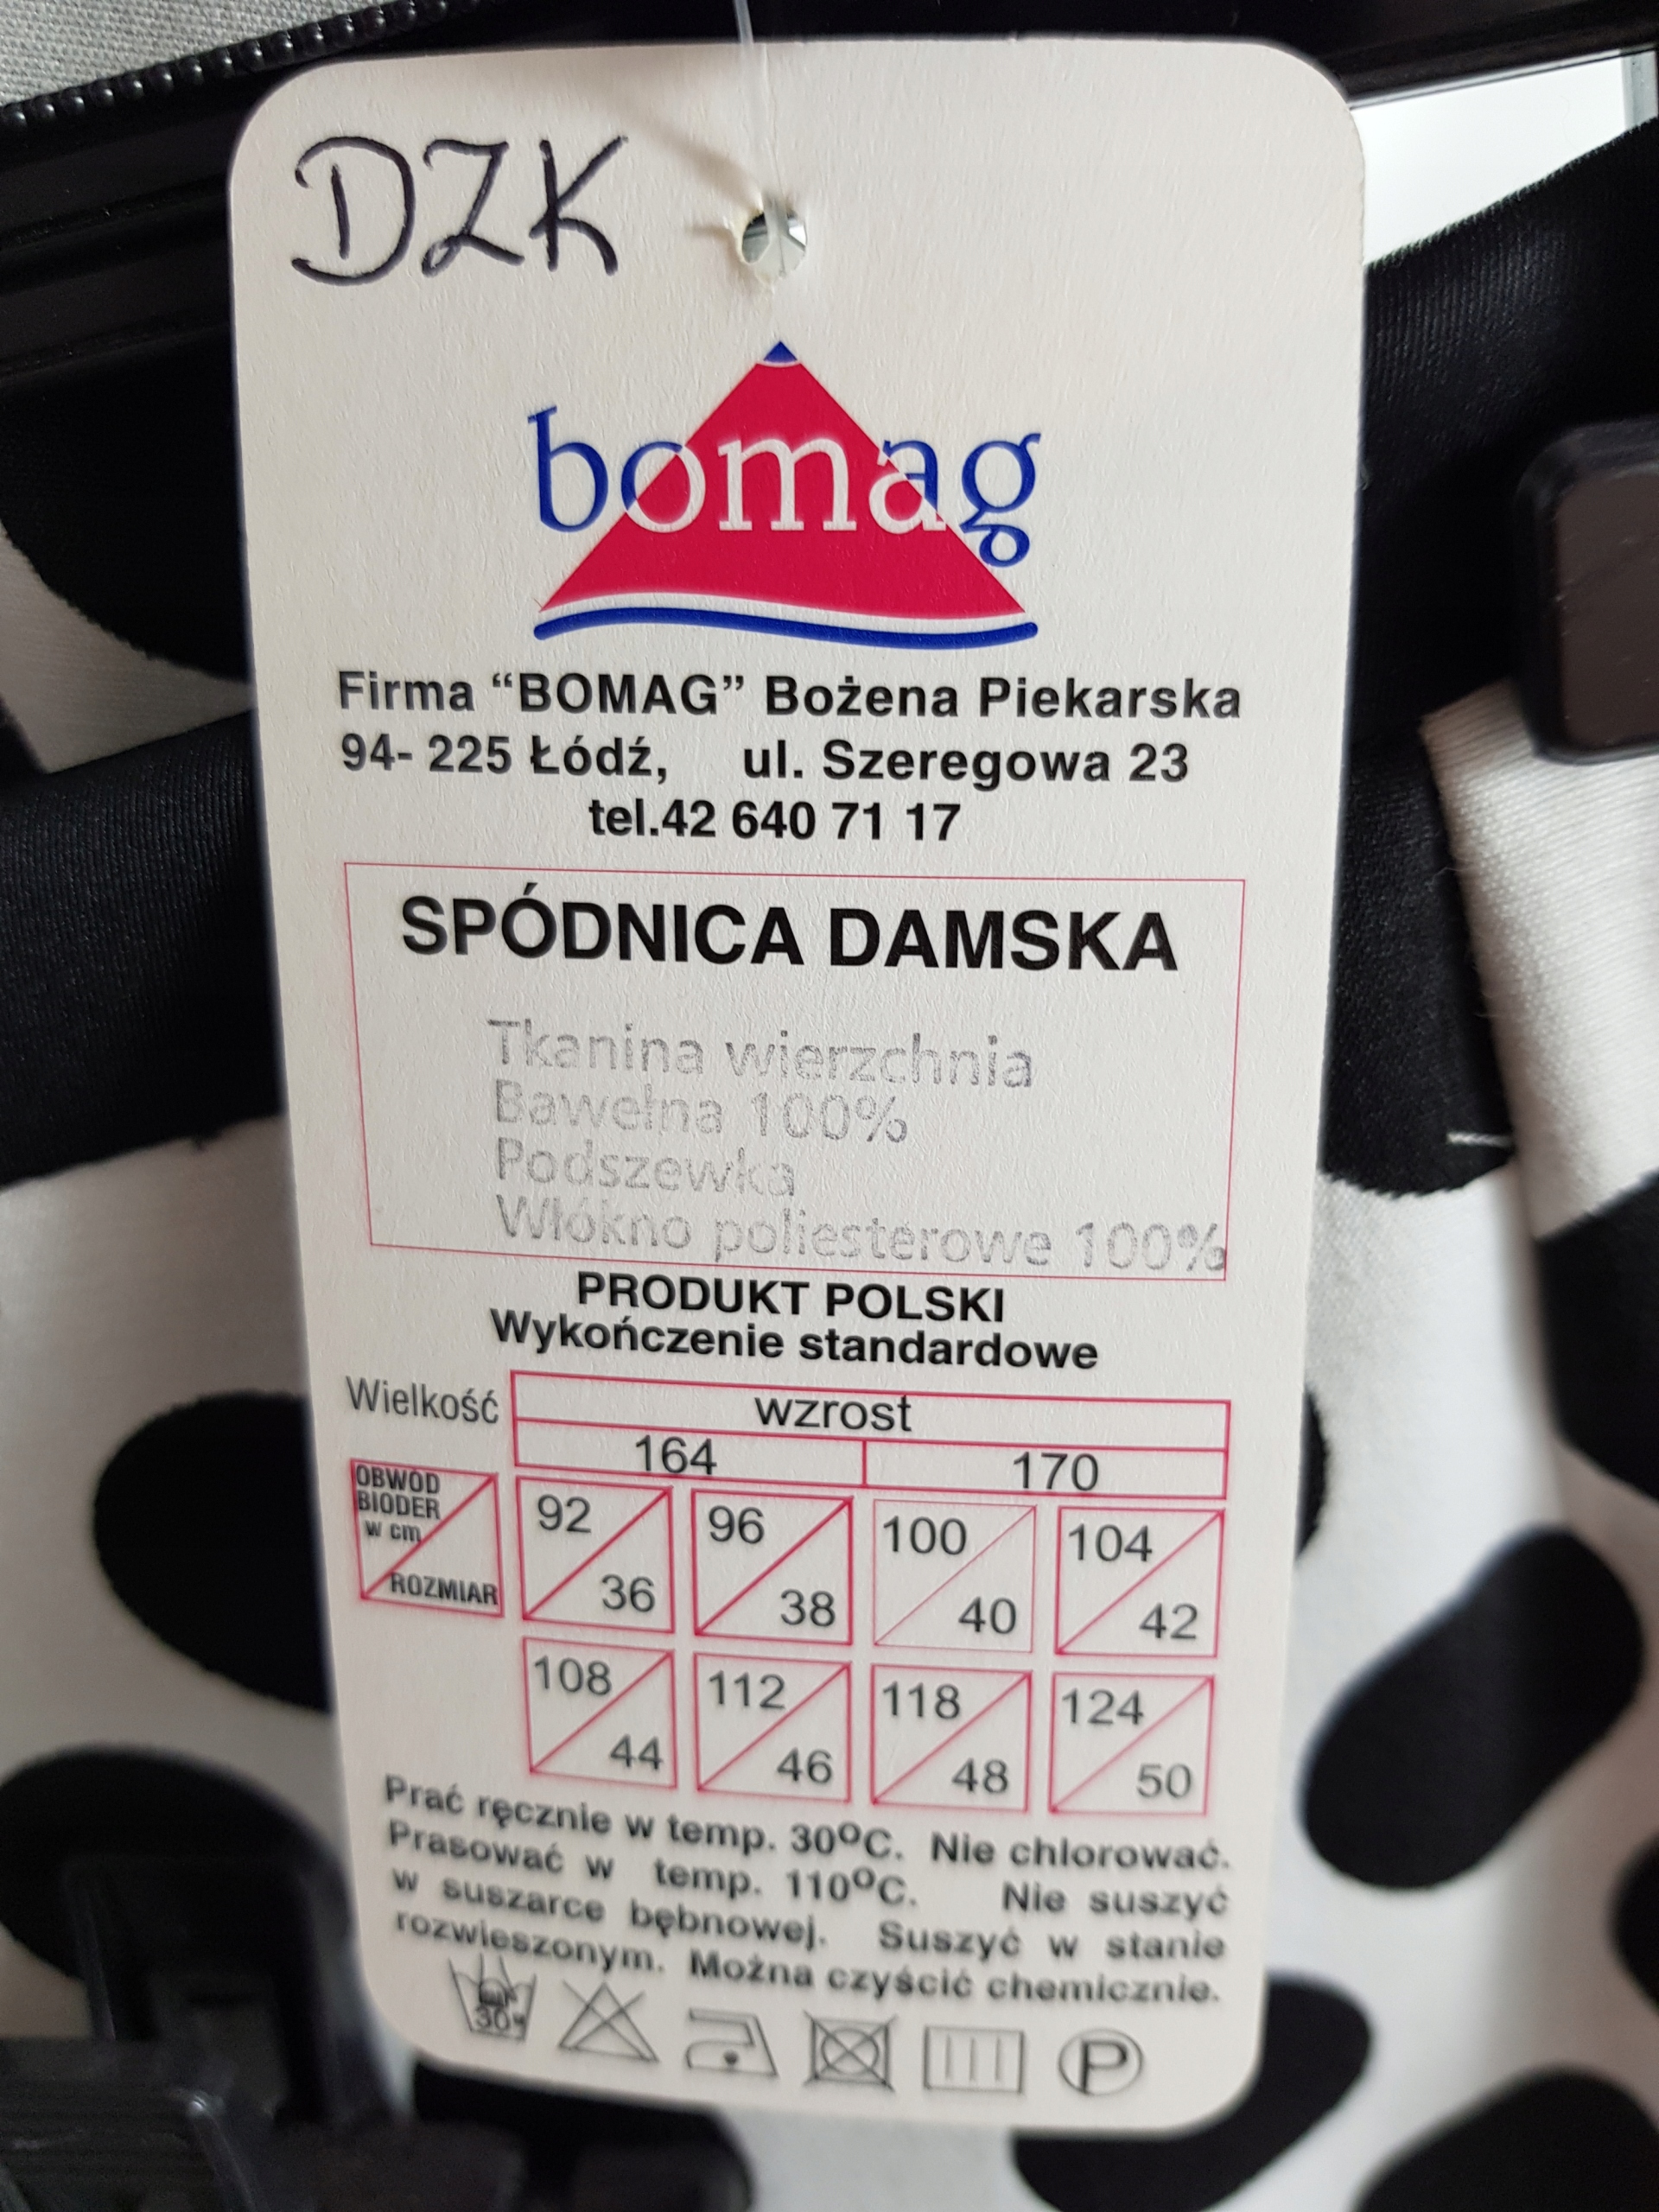 DZK
bomag
Firma “BOMAG” Bożena Piekarska
94- 225 Łódź, ul. Szeregowa 23
tel.42 640 71 17
SPÓDNICA DAMSKA
Tkanina wierzchnia
Bawełna 100%
Podszewka
Włókno poliesterowe 100%
PRODUKT POLSKI
Wykończenie standardowe
Wielkość wzrost
164 170
OBWÓD
BIODER
w cm
ROZMIAR
92 96 100 104
36 38 40 42
108 112 118 124
44 46 48 50
Prać ręcznie w temp. 30ºC. Nie chlorować.
Prasować w temp. 110ºC. Nie suszyć
w suszarce bębnowej. Suszyć w stanie
rozwieszonym. Można czyścić chemicznie.
30° P